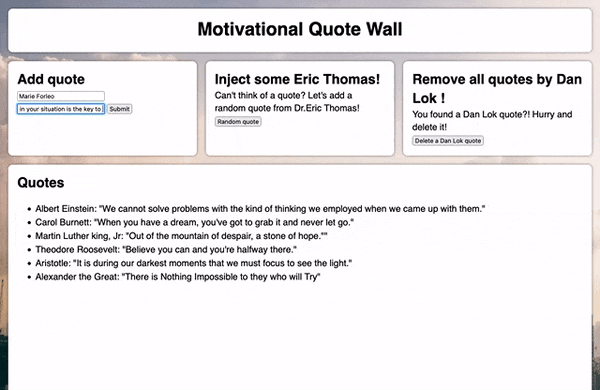 Motivational Quote Wall
Add quote
Marie Forleo
in your situation is the key to
Submit
Inject some Eric Thomas!
Can't think of a quote? Let's add a
random quote from Dr.Eric Thomas!
Random quote
Remove all quotes by Dan
Lok !
You found a Dan Lok quote?! Hurry and
delete it!
Delete a Dan Lok quote
Quotes
• Albert Einstein: "We cannot solve problems with the kind of thinking we employed when we came up with them."
• Carol Burnett: "When you have a dream, you've got to grab it and never let go."
• Martin Luther king, Jr: "Out of the mountain of despair, a stone of hope.""
• Theodore Roosevelt: "Believe you can and you're halfway there."
• Aristotle: "It is during our darkest moments that we must focus to see the light."
• Alexander the Great: "There is Nothing Impossible to they who will Try"